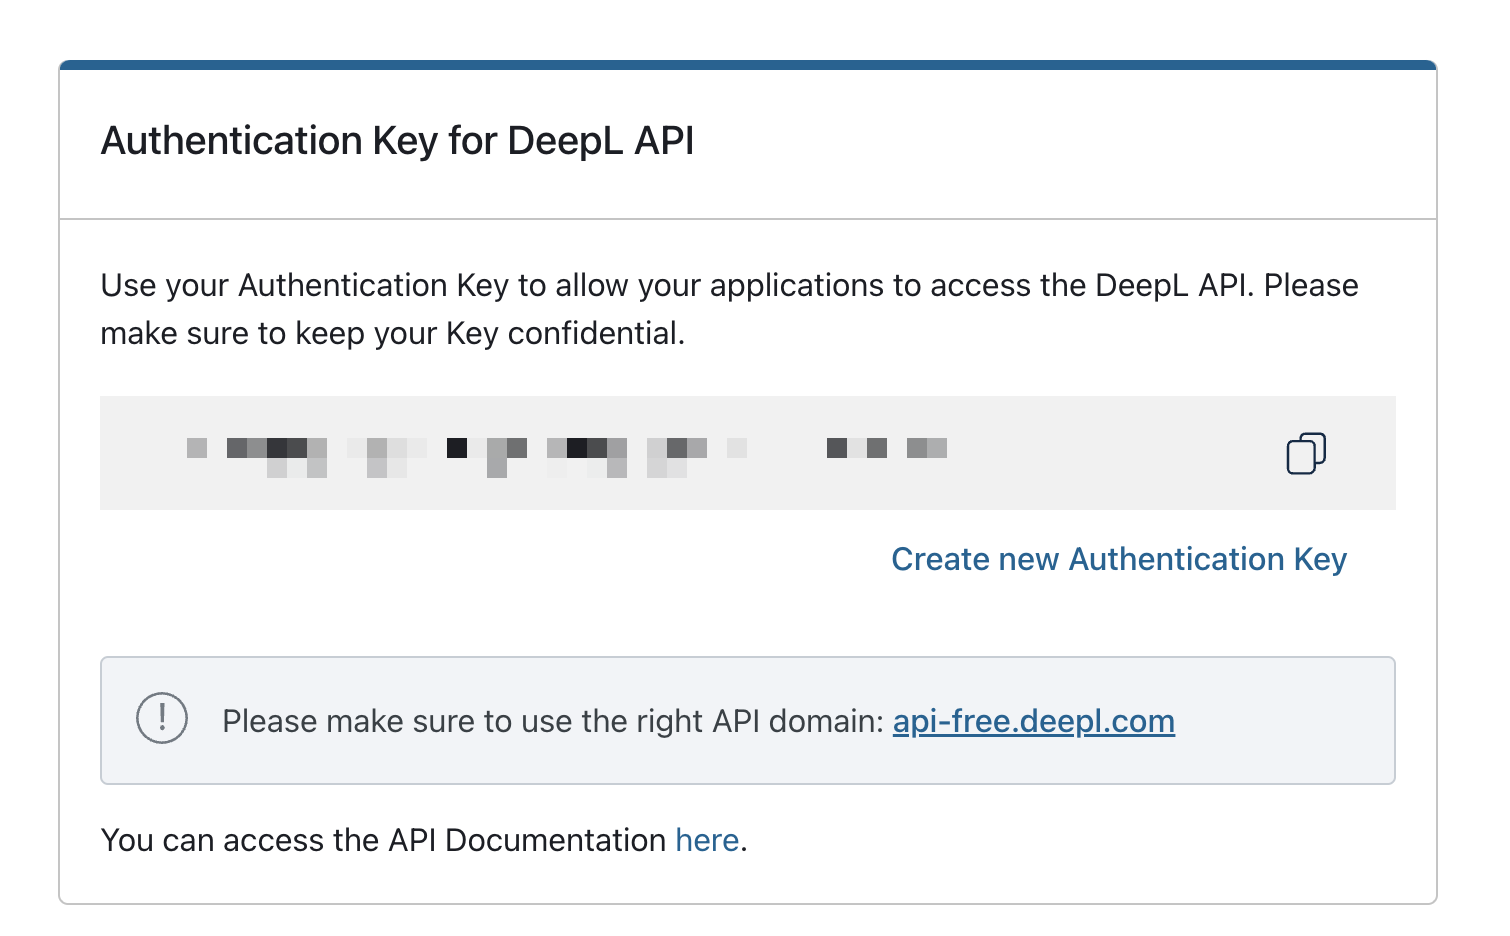 Authentication Key for DeepL API
Use your Authentication Key to allow your applications to access the DeepL API. Please
make sure to keep your Key confidential.
Create new Authentication Key
Please make sure to use the right API domain: api-free.deepl.com
You can access the API Documentation here.